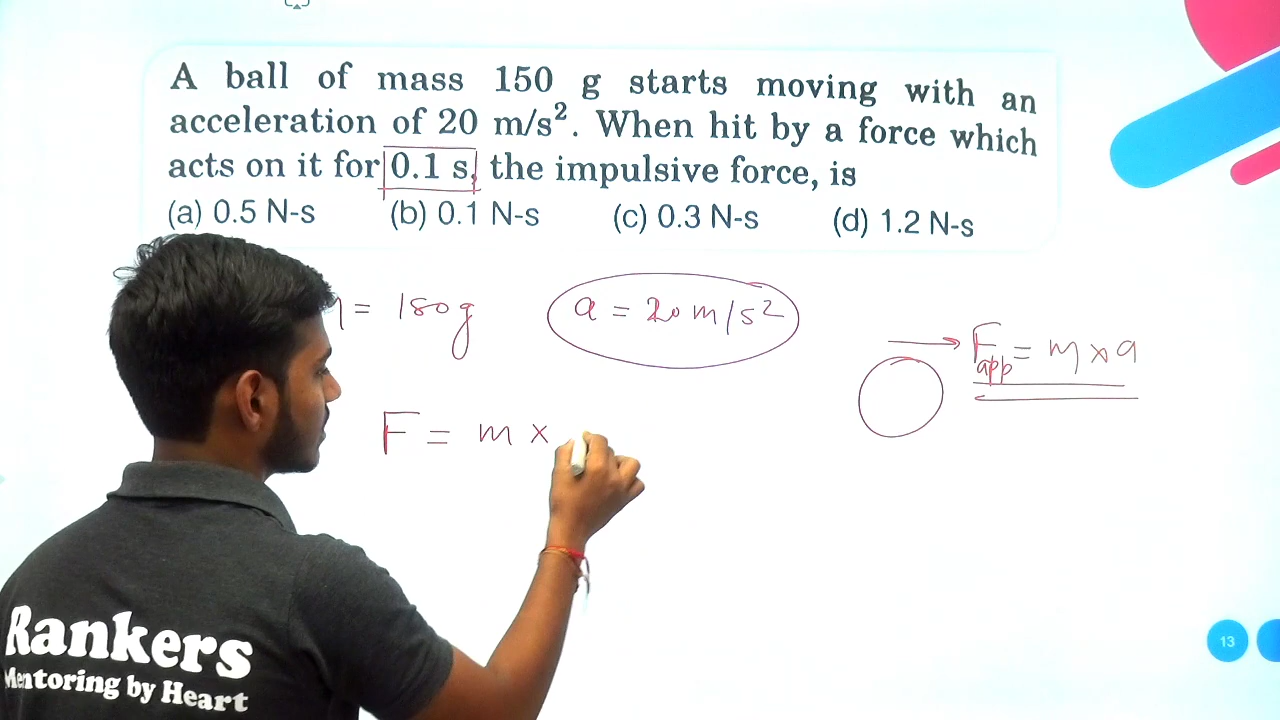 A ball of mass 150 g starts moving with an
acceleration of 20 m/s². When hit by a force which
acts on it for 0.1 s, the impulsive force, is
(a) 0.5 N-s (b) 0.1 N-s (c) 0.3 N-s (d) 1.2 N-s
= 150g a = 20 m/s²
F app = m x a
F = m x
Rankers
Mentoring by Heart
13